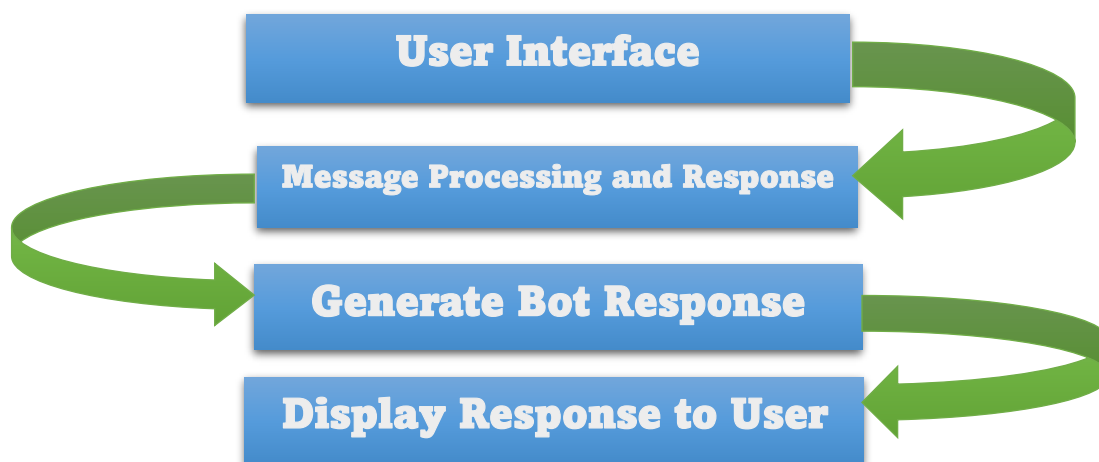 User Interface
Message Processing and Response
Generate Bot Response
Display Response to User